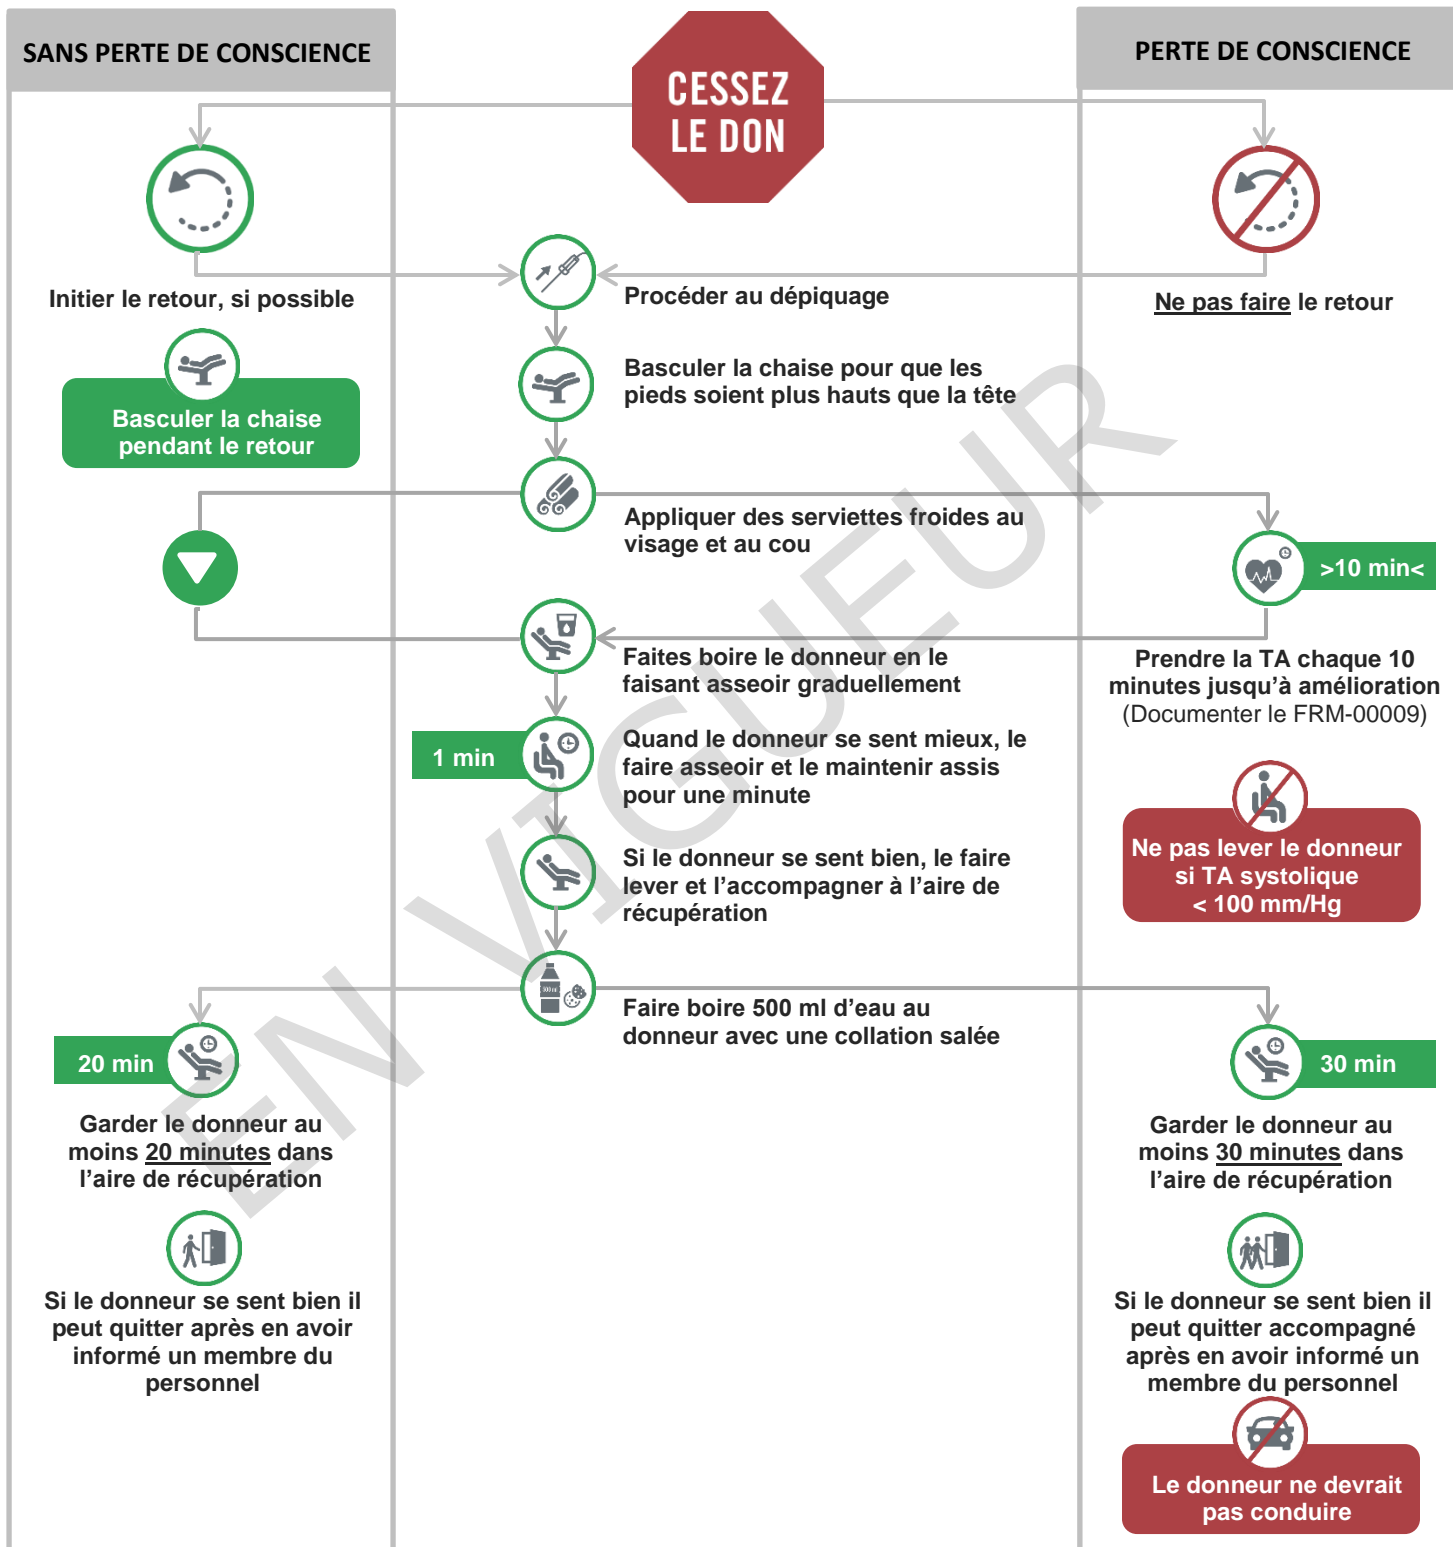 SANS PERTE DE CONSCIENCE
CESSEZ
LE DON
PERTE DE CONSCIENCE
Initier le retour, si possible
Basculer la chaise
pendant le retour
Procéder au dépiquage
Ne pas faire le retour
Basculer la chaise pour que les
pieds soient plus hauts que la tête
Appliquer des serviettes froides au
visage et au cou
>10 min<
Prendre la TA chaque 10
minutes jusqu’à amélioration
(Documenter le FRM-00009)
Ne pas lever le donneur
si TA systolique
< 100 mm/Hg
Faites boire le donneur en le
faisant asseoir graduellement
1 min
Quand le donneur se sent mieux, le
faire asseoir et le maintenir assis
pour une minute
Si le donneur se sent bien, le faire
lever et l’accompagner à l’aire de
récupération
500 ml
Faire boire 500 ml d’eau au
donneur avec une collation salée
20 min
Garder le donneur au
moins 20 minutes dans
l’aire de récupération
Si le donneur se sent bien il
peut quitter après en avoir
informé un membre du
personnel
30 min
Garder le donneur au
moins 30 minutes dans
l’aire de récupération
Si le donneur se sent bien il
peut quitter accompagné
après en avoir informé un
membre du personnel
Le donneur ne devrait
pas conduire
EN VIGUEUR